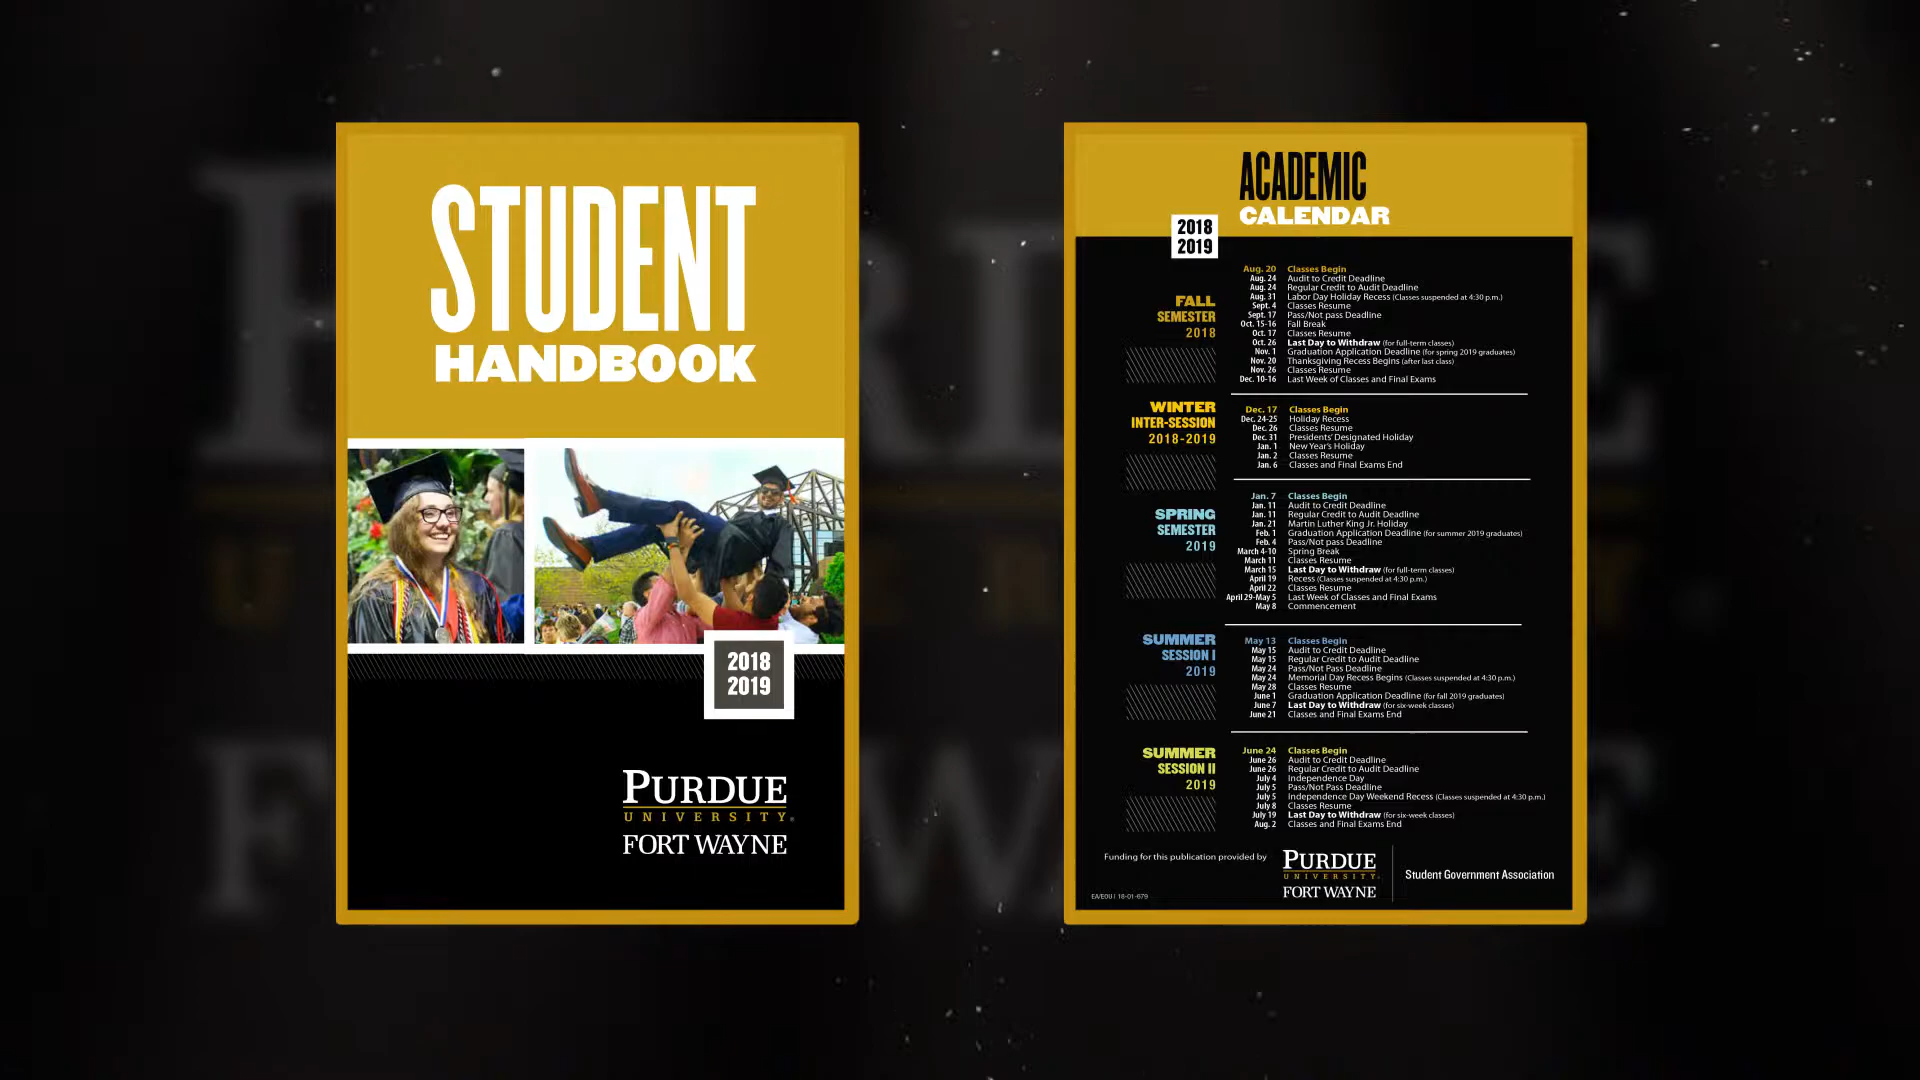 STUDENT
HANDBOOK
2018
2019
PURDUE
UNIVERSITY®
FORT WAYNE
ACADEMIC
CALENDAR
2018
2019
FALL
SEMESTER
2018
Aug. 20 Classes Begin
Aug. 24 Audit to Credit Deadline
Aug. 24 Regular Credit to Audit Deadline
Aug. 31 Labor Day Holiday Recess (Classes suspended at 4:30 p.m.)
Sept. 4 Classes Resume
Sept. 17 Pass/Not pass Deadline
Oct. 15-16 Fall Break
Oct. 17 Classes Resume
Oct. 26 Last Day to Withdraw (for full-term classes)
Nov. 1 Graduation Application Deadline (for spring 2019 graduates)
Nov. 20 Thanksgiving Recess Begins (after last class)
Nov. 26 Classes Resume
Dec. 10-16 Last Week of Classes and Final Exams
WINTER
INTER-SESSION
2018-2019
Dec. 17 Classes Begin
Dec. 24-25 Holiday Recess
Dec. 26 Classes Resume
Dec. 31 Presidents' Designated Holiday
Jan. 1 New Year's Holiday
Jan. 2 Classes Resume
Jan. 6 Classes and Final Exams End
SPRING
SEMESTER
2019
Jan. 7 Classes Begin
Jan. 11 Audit to Credit Deadline
Jan. 11 Regular Credit to Audit Deadline
Jan. 21 Martin Luther King Jr. Holiday
Feb. 1 Graduation Application Deadline (for summer 2019 graduates)
Feb. 4 Pass/Not pass Deadline
March 4-10 Spring Break
March 11 Classes Resume
March 15 Last Day to Withdraw (for full-term classes)
April 19 Recess (Classes suspended at 4:30 p.m.)
April 22 Classes Resume
April 29-May 5 Last Week of Classes and Final Exams
May 8 Commencement
SUMMER
SESSION I
2019
May 13 Classes Begin
May 15 Audit to Credit Deadline
May 15 Regular Credit to Audit Deadline
May 24 Pass/Not Pass Deadline
May 24 Memorial Day Recess Begins (Classes suspended at 4:30 p.m.)
May 28 Classes Resume
June 1 Graduation Application Deadline (for fall 2019 graduates)
June 7 Last Day to Withdraw (for six-week classes)
June 21 Classes and Final Exams End
SUMMER
SESSION II
2019
June 24 Classes Begin
June 26 Audit to Credit Deadline
June 26 Regular Credit to Audit Deadline
July 4 Independence Day
July 5 Pass/Not Pass Deadline
July 5 Independence Day Weekend Recess (Classes suspended at 4:30 p.m.)
July 8 Classes Resume
July 19 Last Day to Withdraw (for six-week classes)
Aug. 2 Classes and Final Exams End
Funding for this publication provided by
PURDUE
UNIVERSITY®
FORT WAYNE
Student Government Association
EA/EOU | 18-01-679